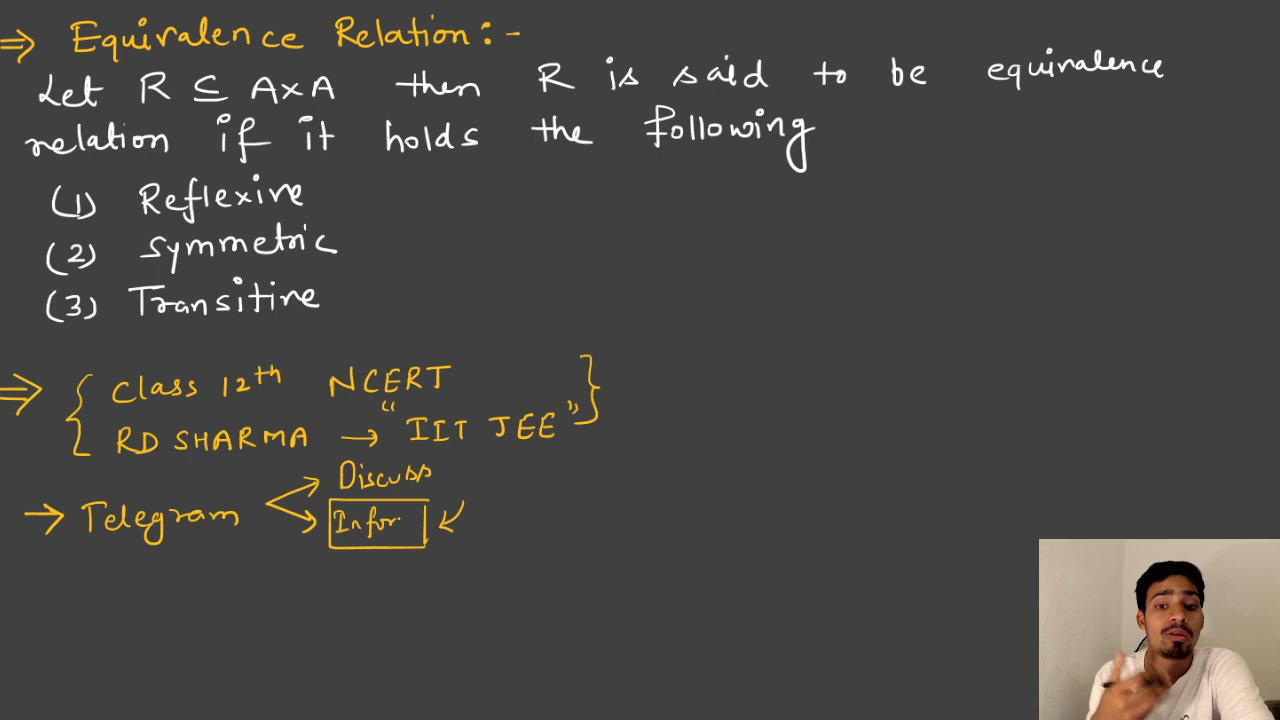 ⇒ Equivalence Relation:-
Let R ⊆ A×A then R is said to be equivalence
relation if it holds the following
(1) Reflexive
(2) Symmetric
(3) Transitive
⇒ { Class 12th NCERT }
RD SHARMA → "IIT JEE"
→ Telegram
Discuss
Infor.